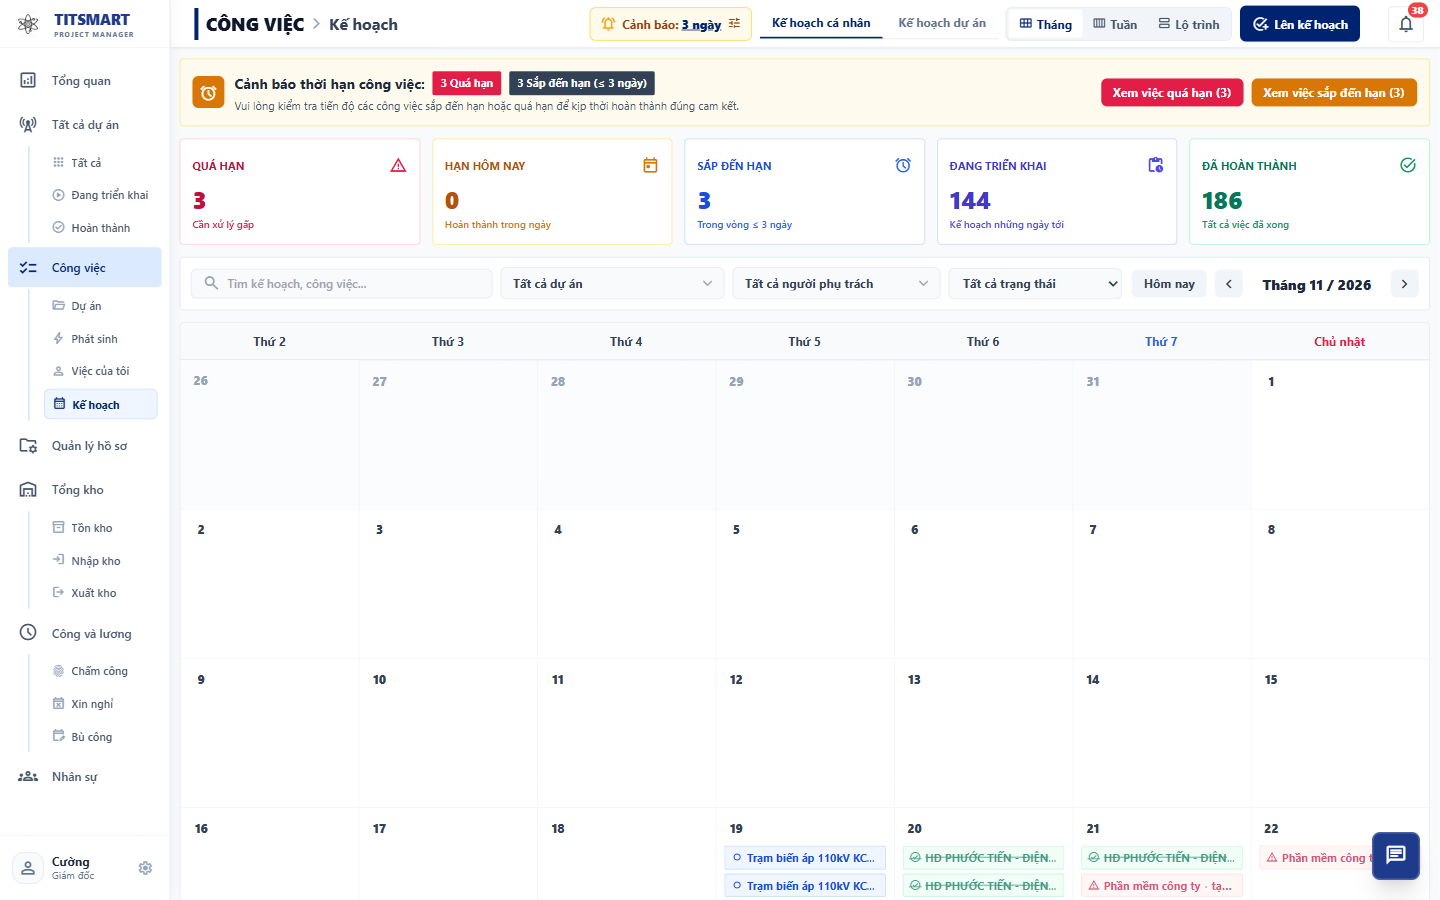 TITSMART
PROJECT MANAGER
CÔNG VIỆC > Kế hoạch
Cảnh báo: 3 ngày
Kế hoạch cá nhân
Kế hoạch dự án
Tháng
Tuần
Lộ trình
Lên kế hoạch
38
Tổng quan
Tất cả dự án
Tất cả
Đang triển khai
Hoàn thành
Công việc
Dự án
Phát sinh
Việc của tôi
Kế hoạch
Quản lý hồ sơ
Tổng kho
Tồn kho
Nhập kho
Xuất kho
Công và lương
Chấm công
Xin nghỉ
Bù công
Nhân sự
Cường
Giám đốc
Cảnh báo thời hạn công việc: 3 Quá hạn 3 Sắp đến hạn (≤ 3 ngày)
Vui lòng kiểm tra tiến độ các công việc sắp đến hạn hoặc quá hạn để kịp thời hoàn thành đúng cam kết.
Xem việc quá hạn (3)
Xem việc sắp đến hạn (3)
QUÁ HẠN
3
Cần xử lý gấp
HẠN HÔM NAY
0
Hoàn thành trong ngày
SẮP ĐẾN HẠN
3
Trong vòng ≤ 3 ngày
ĐANG TRIỂN KHAI
144
Kế hoạch những ngày tới
ĐÃ HOÀN THÀNH
186
Tất cả việc đã xong
Tìm kế hoạch, công việc...
Tất cả dự án
Tất cả người phụ trách
Tất cả trạng thái
Hôm nay
Tháng 11 / 2026
Thứ 2 Thứ 3 Thứ 4 Thứ 5 Thứ 6 Thứ 7 Chủ nhật
26 27 28 29 30 31 1
2 3 4 5 6 7 8
9 10 11 12 13 14 15
16 17 18 19 20 21 22
Trạm biến áp 110kV KC...
HĐ PHƯỚC TIẾN - ĐIỆN...
HĐ PHƯỚC TIẾN - ĐIỆN...
Phần mềm công t
Trạm biến áp 110kV KC...
HĐ PHƯỚC TIẾN - ĐIỆN...
Phần mềm công ty · tạ...